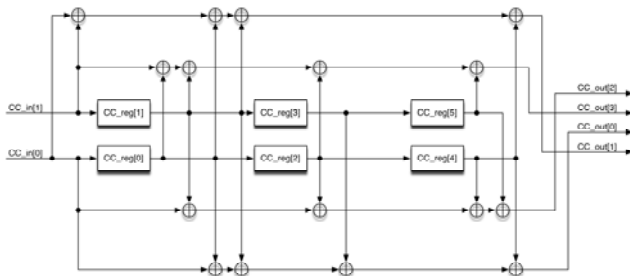 CC_out[2]
CC_in[1]
CC_reg[1]
CC_reg[3]
CC_reg[5]
CC_out[3]
CC_out[0]
CC_in[0]
CC_reg[0]
CC_reg[2]
CC_reg[4]
CC_out[1]